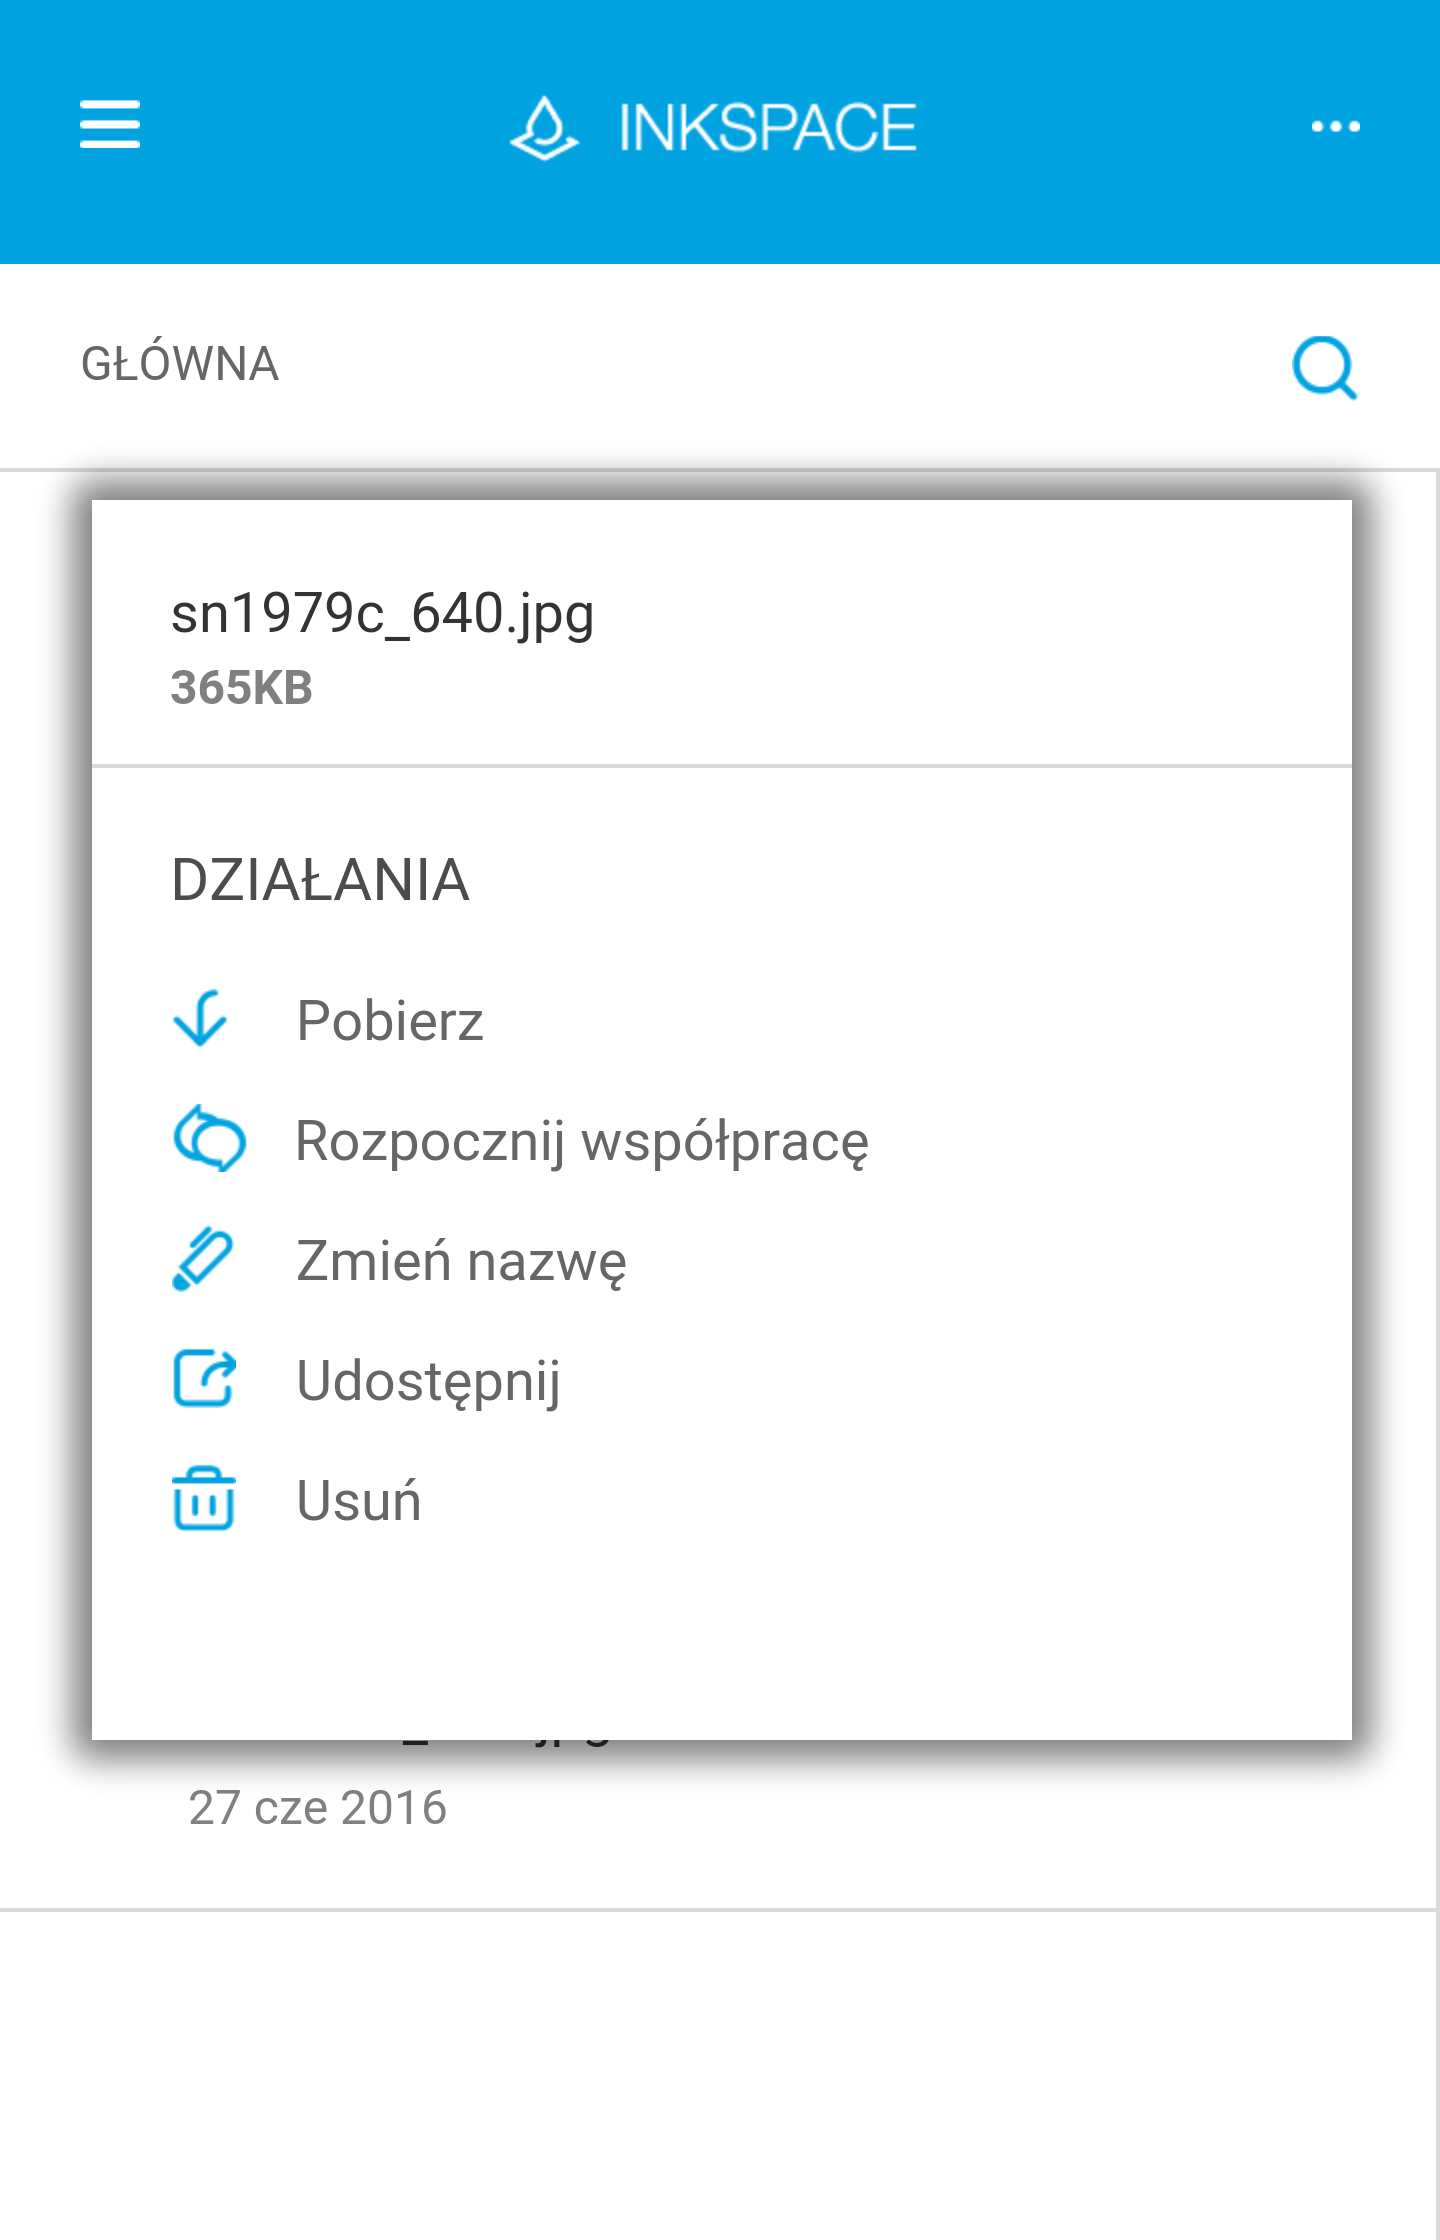 INKSPACE
GŁÓWNA
sn1979c_640.jpg
365KB
DZIAŁANIA
Pobierz
Rozpocznij współpracę
Zmień nazwę
Udostępnij
Usuń
27 cze 2016